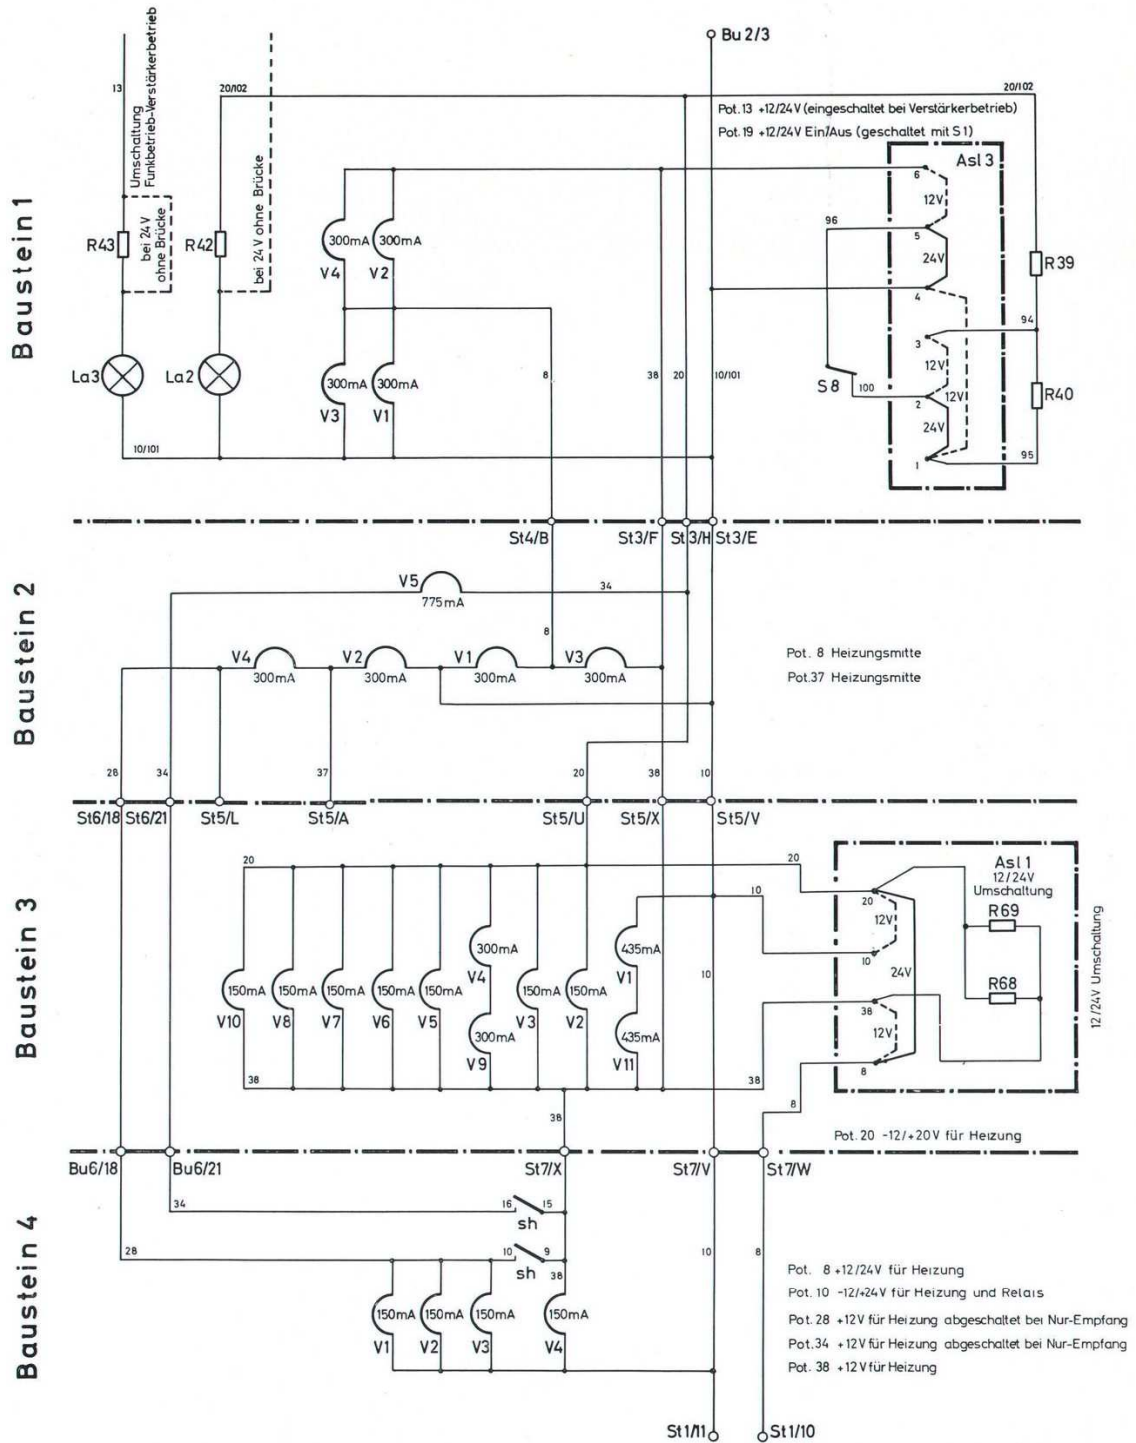 Baustein 1
Bu 2/3
13
Umschaltung
Funkbetrieb-Verstärkerbetrieb
20/102
20/102
Pot. 13 +12/24V (eingeschaltet bei Verstärkerbetrieb)
Pot. 19 +12/24V Ein/Aus (geschaltet mit S1)
Asl 3
6
12V
96
5
24V
4
R43
bei 24V
ohne Brücke
R42
bei 24V ohne Brücke
300mA
300mA
V4
V2
R39
94
3
12V
La3
La2
300mA
300mA
V3
V1
8
38
20
10/101
S8
100
2
12V
24V
R40
10/101
1
95
St4/B
St3/F
St3/H
St3/E
Baustein 2
V5
775mA
34
8
V4
300mA
V2
300mA
V1
300mA
V3
300mA
Pot. 8 Heizungsmitte
Pot.37 Heizungsmitte
28
34
37
20
38
10
St6/18
St6/21
St5/L
St5/A
St5/U
St5/X
St5/V
Baustein 3
20
20
10
Asl 1
12/24V
Umschaltung
20
12V
R69
10
24V
R68
38
12V
8
12/24V Umschaltung
300mA
V4
435mA
V1
150mA
V10
150mA
V8
150mA
V7
150mA
V6
150mA
V5
150mA
V3
150mA
V2
10
300mA
V9
435mA
V11
38
38
38
8
Pot. 20 -12/+20V für Heizung
Bu6/18
Bu6/21
St7/X
St7/V
St7/W
Baustein 4
34
16
15
sh
28
10
9
sh
38
10
8
150mA
V1
150mA
V2
150mA
V3
150mA
V4
Pot. 8 +12/24V für Heizung
Pot. 10 -12/+24V für Heizung und Relais
Pot. 28 +12V für Heizung abgeschaltet bei Nur-Empfang
Pot. 34 +12V für Heizung abgeschaltet bei Nur-Empfang
Pot. 38 +12V für Heizung
St1/11
St1/10